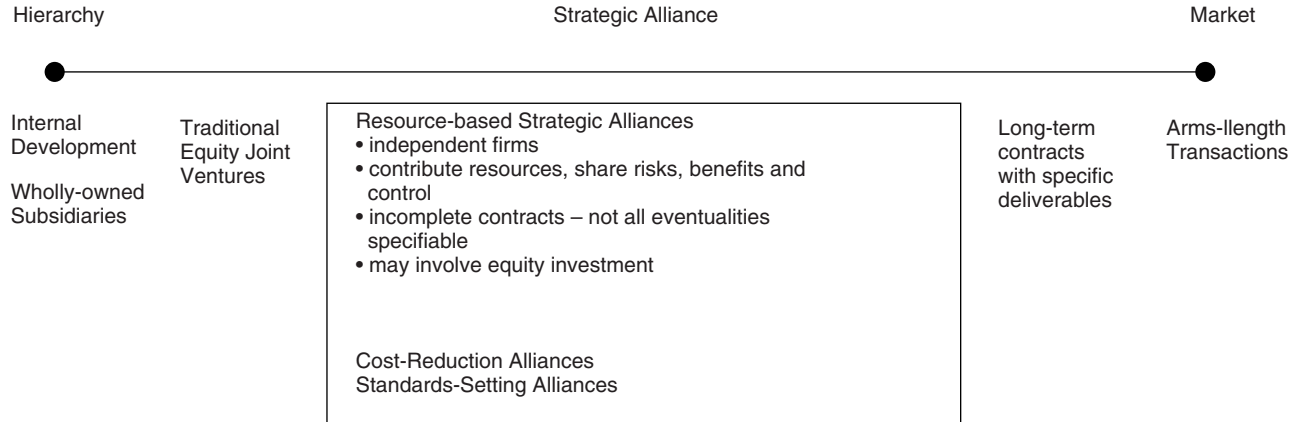 Hierarchy
Strategic Alliance
Market
Internal
Development
Wholly-owned
Subsidiaries
Traditional
Equity Joint
Ventures
Resource-based Strategic Alliances
• independent firms
• contribute resources, share risks, benefits and
control
• incomplete contracts – not all eventualities
specifiable
• may involve equity investment
Cost-Reduction Alliances
Standards-Setting Alliances
Long-term
contracts
with specific
deliverables
Arms-llength
Transactions